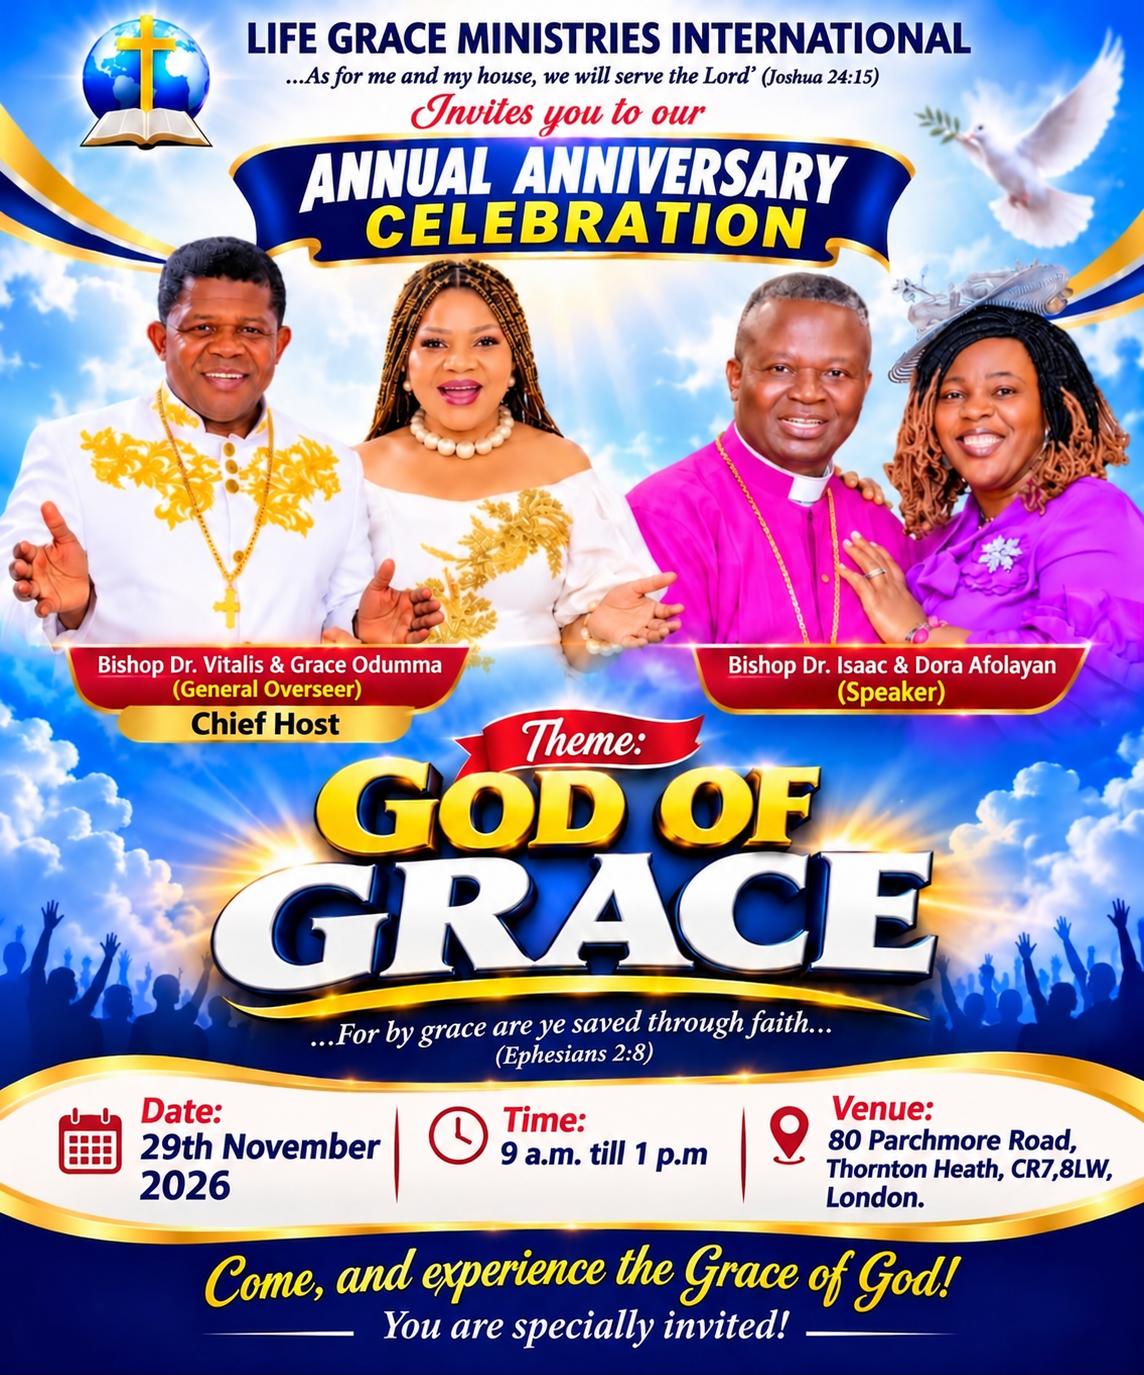 LIFE GRACE MINISTRIES INTERNATIONAL
...As for me and my house, we will serve the Lord' (Joshua 24:15)
Invites you to our
ANNUAL ANNIVERSARY
CELEBRATION
Bishop Dr. Vitalis & Grace Odumma
(General Overseer)
Chief Host
Bishop Dr. Isaac & Dora Afolayan
(Speaker)
Theme:
GOD OF
GRACE
...For by grace are ye saved through faith...
(Ephesians 2:8)
Date:
29th November
2026
Time:
9 a.m. till 1 p.m
Venue:
80 Parchmore Road,
Thornton Heath, CR7,8LW,
London.
Come, and experience the Grace of God!
You are specially invited!